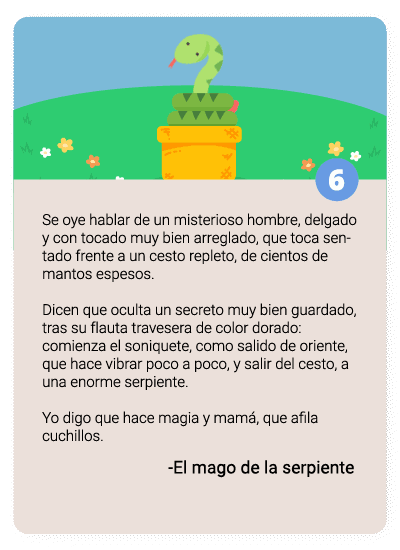 6
Se oye hablar de un misterioso hombre, delgado
y con tocado muy bien arreglado, que toca sen-
tado frente a un cesto repleto, de cientos de
mantos espesos.
Dicen que oculta un secreto muy bien guardado,
tras su flauta travesera de color dorado:
comienza el soniquete, como salido de oriente,
que hace vibrar poco a poco, y salir del cesto, a
una enorme serpiente.
Yo digo que hace magia y mamá, que afila
cuchillos.
-El mago de la serpiente